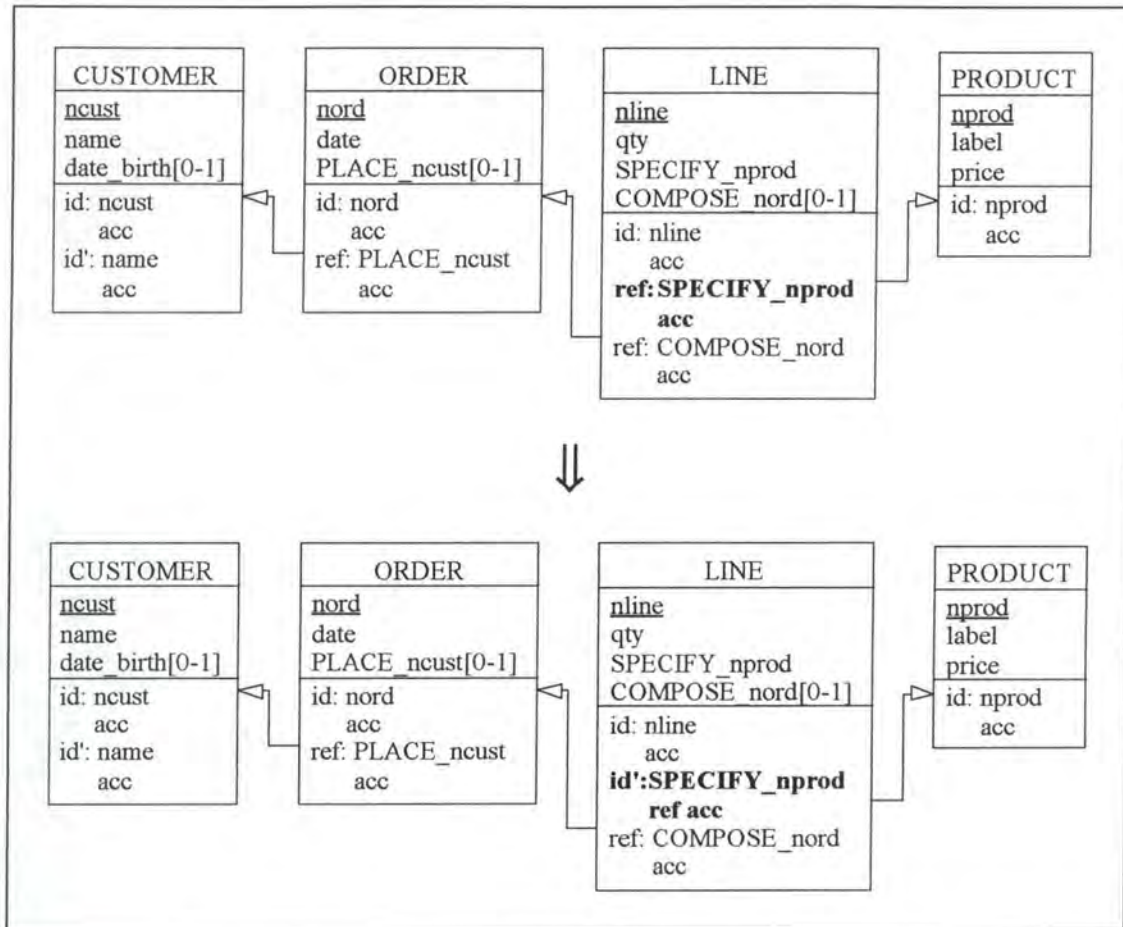 CUSTOMER
ncust
name
date_birth[0-1]
id: ncust
acc
id': name
acc
ORDER
nord
date
PLACE_ncust[0-1]
id: nord
acc
ref: PLACE_ncust
acc
LINE
nline
qty
SPECIFY_nprod
COMPOSE_nord[0-1]
id: nline
acc
ref:SPECIFY_nprod
acc
ref: COMPOSE_nord
acc
PRODUCT
nprod
label
price
id: nprod
acc
⇓
CUSTOMER
ncust
name
date_birth[0-1]
id: ncust
acc
id': name
acc
ORDER
nord
date
PLACE_ncust[0-1]
id: nord
acc
ref: PLACE_ncust
acc
LINE
nline
qty
SPECIFY_nprod
COMPOSE_nord[0-1]
id: nline
acc
id':SPECIFY_nprod
ref acc
ref: COMPOSE_nord
acc
PRODUCT
nprod
label
price
id: nprod
acc